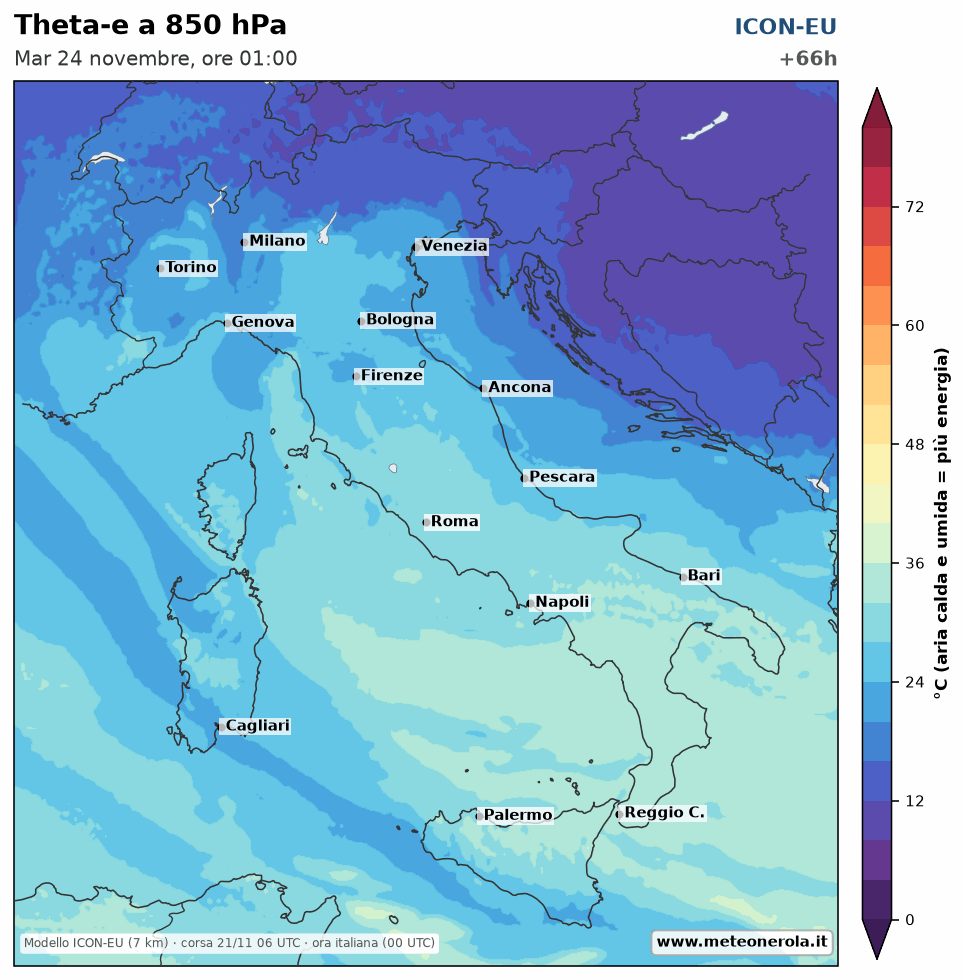 Theta-e a 850 hPa
ICON-EU
Mar 24 novembre, ore 01:00
+66h
Milano
Venezia
Torino
Genova
Bologna
Firenze
Ancona
Pescara
Roma
Bari
Napoli
Cagliari
Palermo
Reggio C.
72
60
48
36
24
12
0
°C (aria calda e umida = più energia)
Modello ICON-EU (7 km) · corsa 21/11 06 UTC · ora italiana (00 UTC)
www.meteonerola.it